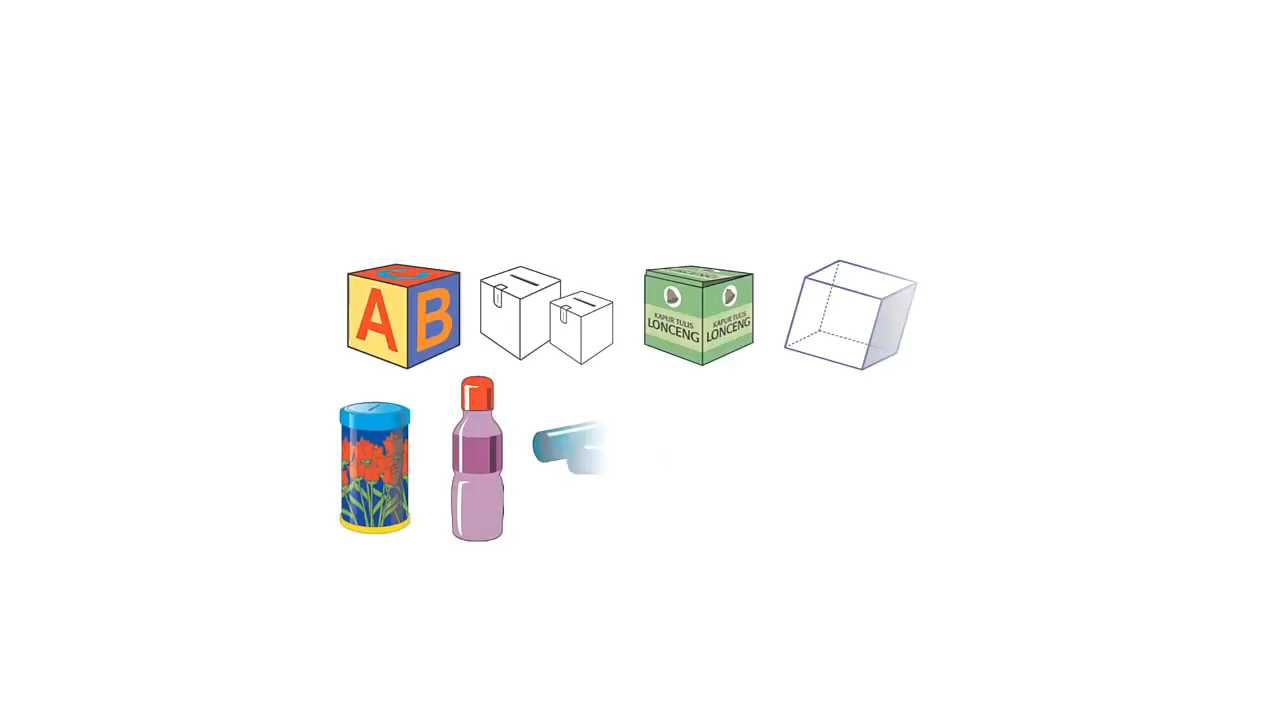 A B
C
KAPUR TULIS
LONCENG
KAPUR TULIS
LONCENG